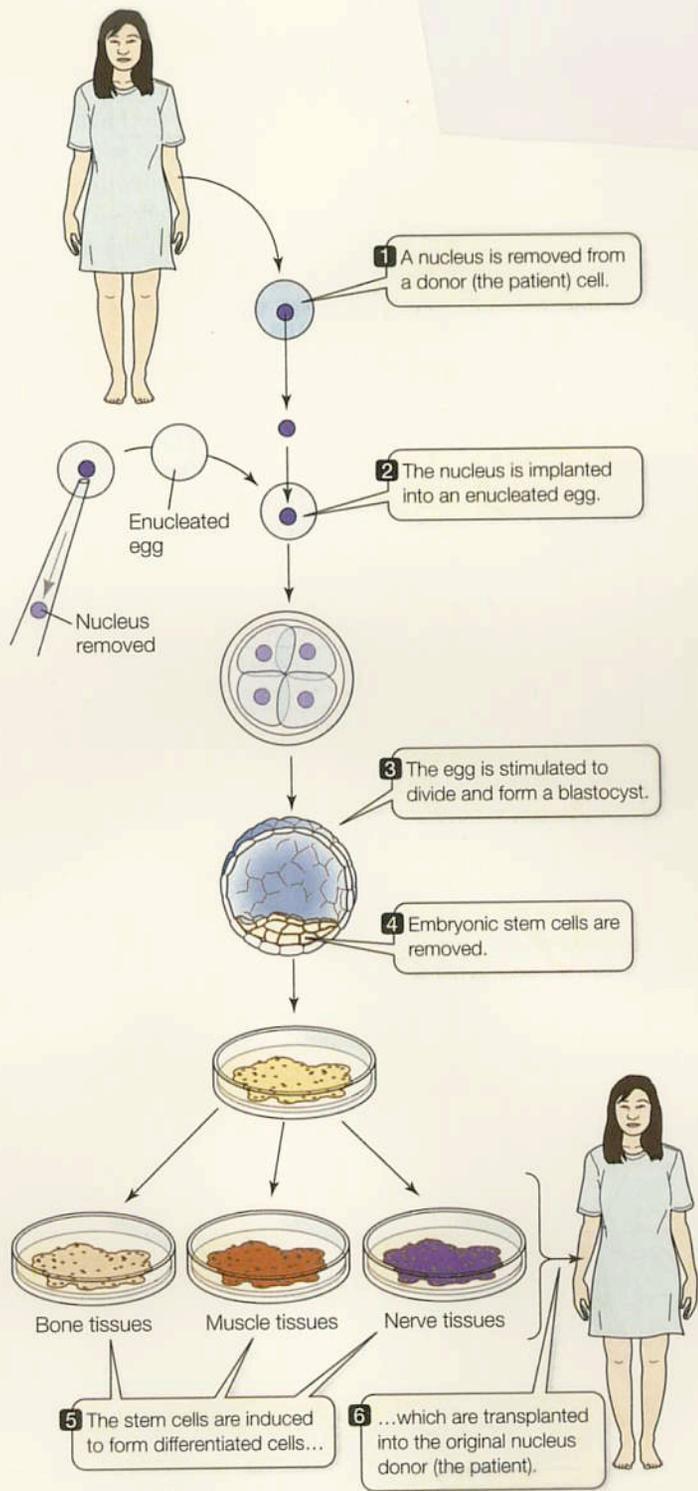 1 A nucleus is removed from
a donor (the patient) cell.
2 The nucleus is implanted
into an enucleated egg.
Enucleated
egg
Nucleus
removed
3 The egg is stimulated to
divide and form a blastocyst.
4 Embryonic stem cells are
removed.
Bone tissues
Muscle tissues
Nerve tissues
5 The stem cells are induced
to form differentiated cells…
6 …which are transplanted
into the original nucleus
donor (the patient).